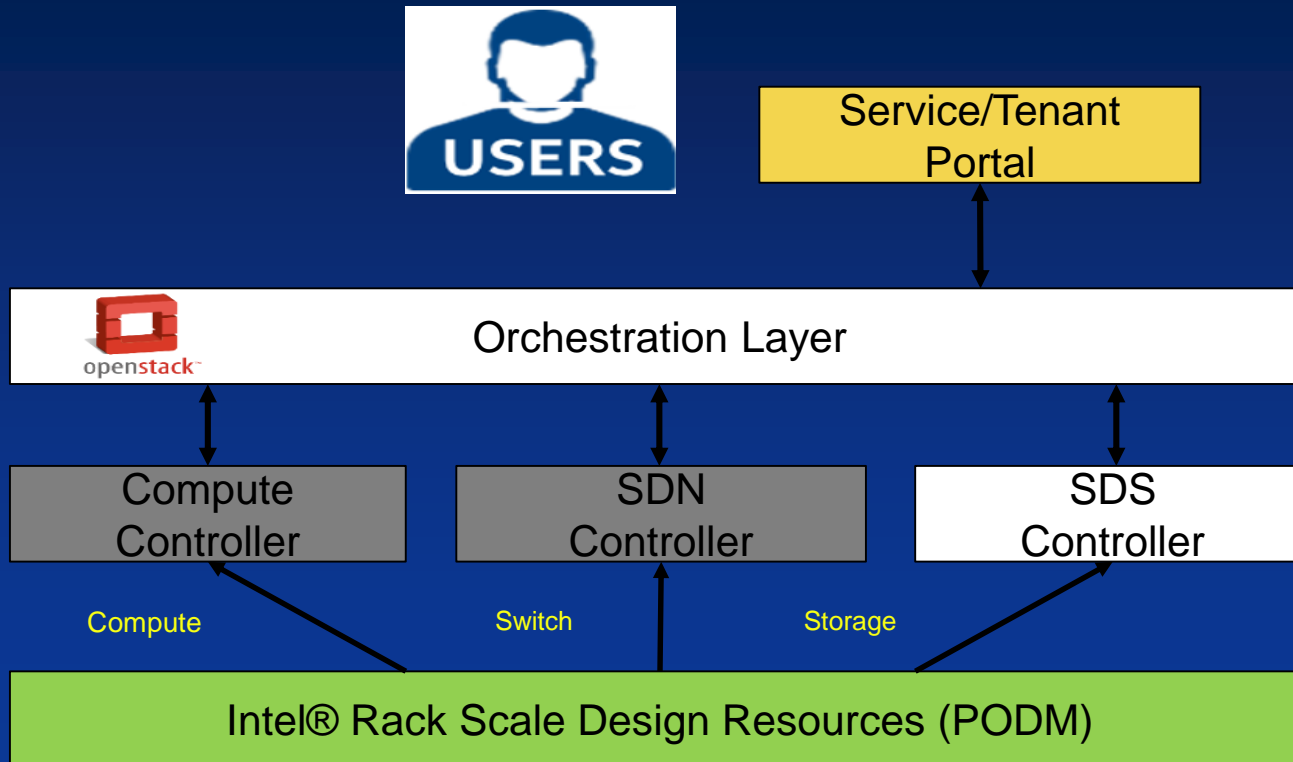 USERS
Service/Tenant
Portal
openstack™
Orchestration Layer
Compute
Controller
SDN
Controller
SDS
Controller
Compute
Switch
Storage
Intel® Rack Scale Design Resources (PODM)